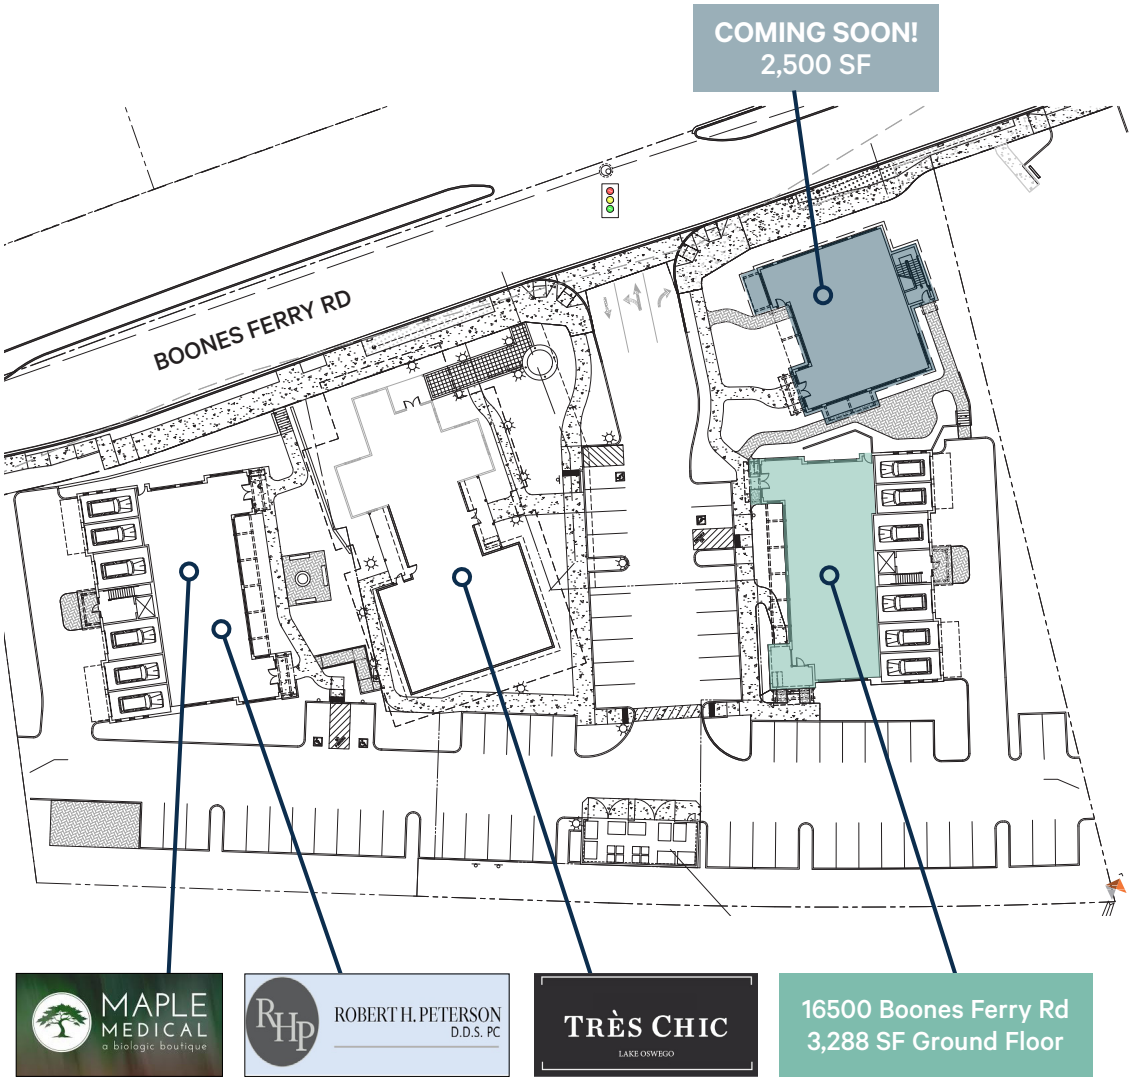 COMING SOON!
2,500 SF
BOONES FERRY RD
MAPLE
MEDICAL
a biologic boutique
RHP
ROBERT H. PETERSON
D.D.S. PC
TRÈS CHIC
LAKE OSWEGO
16500 Boones Ferry Rd
3,288 SF Ground Floor